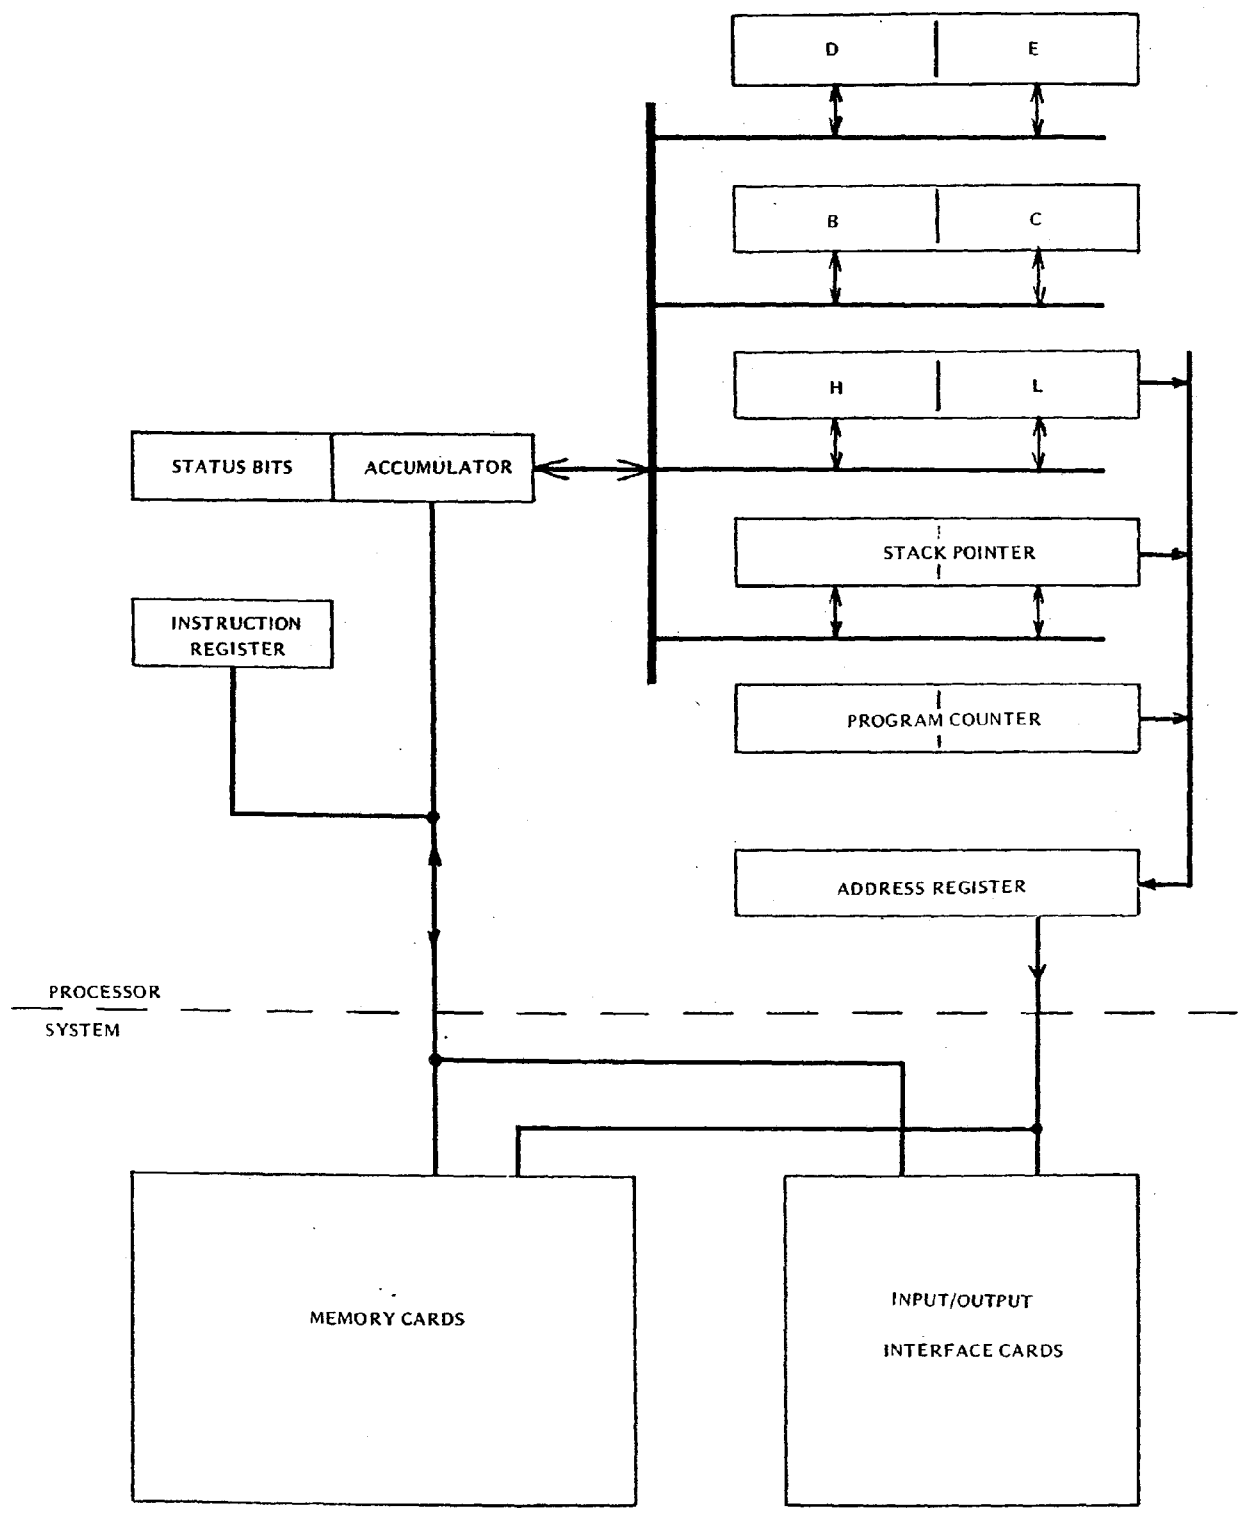 D
E
B
C
H
L
STATUS BITS
ACCUMULATOR
STACK POINTER
INSTRUCTION
REGISTER
PROGRAM COUNTER
ADDRESS REGISTER
PROCESSOR
SYSTEM
MEMORY CARDS
INPUT/OUTPUT
INTERFACE CARDS